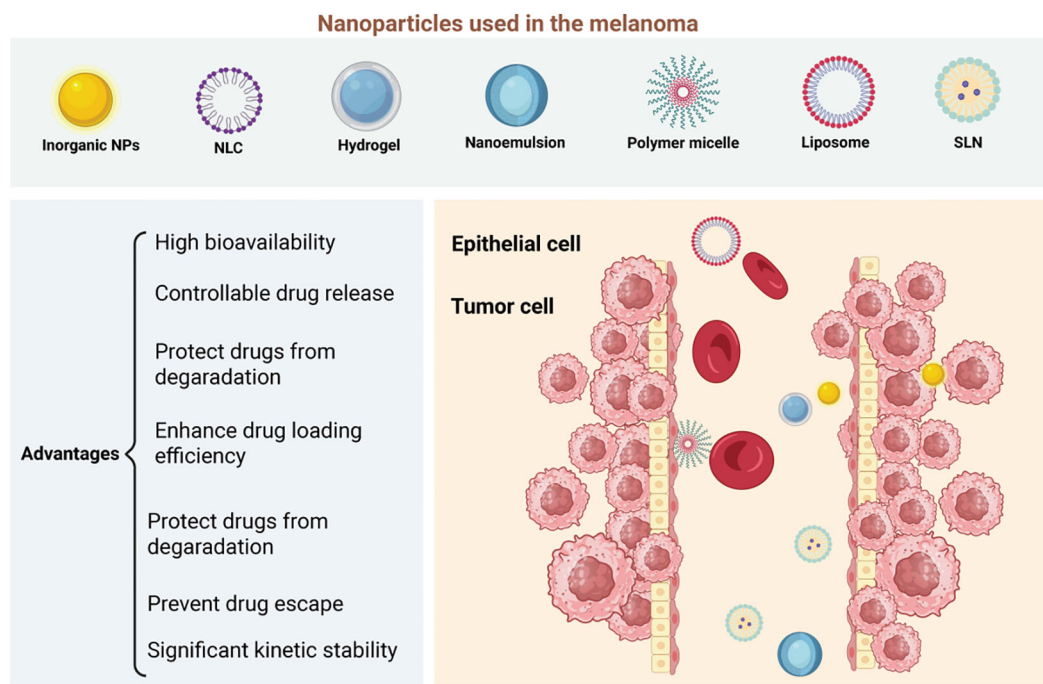 Nanoparticles used in the melanoma
Inorganic NPs
NLC
Hydrogel
Nanoemulsion
Polymer micelle
Liposome
SLN
Advantages
High bioavailability
Controllable drug release
Protect drugs from
degaradation
Enhance drug loading
efficiency
Protect drugs from
degaradation
Prevent drug escape
Significant kinetic stability
Epithelial cell
Tumor cell